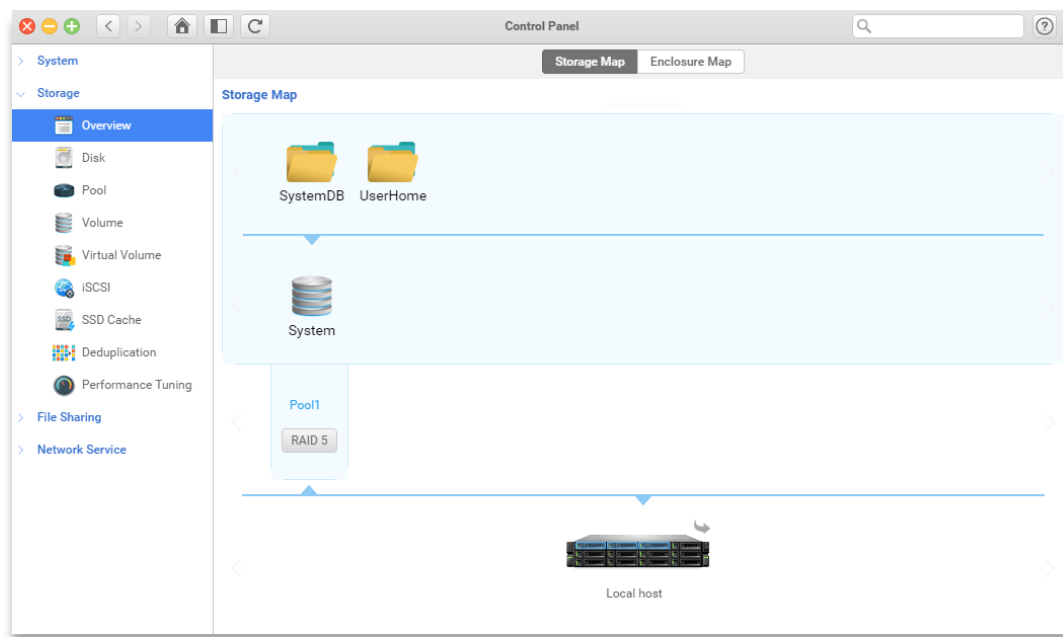 Control Panel
System
Storage
Overview
Disk
Pool
Volume
Virtual Volume
iSCSI
SSD
SSD Cache
Deduplication
Performance Tuning
File Sharing
Network Service
Storage Map
Enclosure Map
Storage Map
SystemDB
UserHome
System
Pool1
RAID 5
Local host